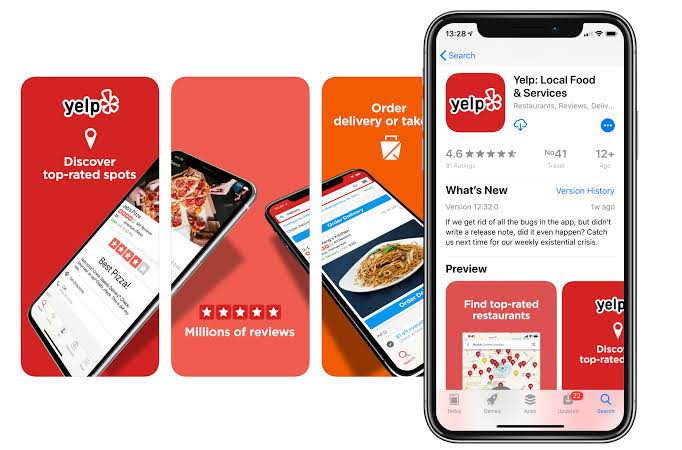 yelp
Discover
top-rated spots
Best Pizza!
Millions of reviews
Order
delivery or take
Order Delivery
Order Delive
13:28
Search
yelp
Yelp: Local Food
& Services
Restaurants, Reviews, Deliv...
4.6
No41
12+
91 Ratings
Travel
Age
What's New
Version History
Version 12.32.0
1w ago
If we get rid of all the bugs in the app, but didn't
write a release note, did it even happen? Catch
us next time for our weekly existential crisis.
Preview
Find top-rated
restaurants
yelp
Disco
top-rated
22
Today
Games
Apps
Updates
Search